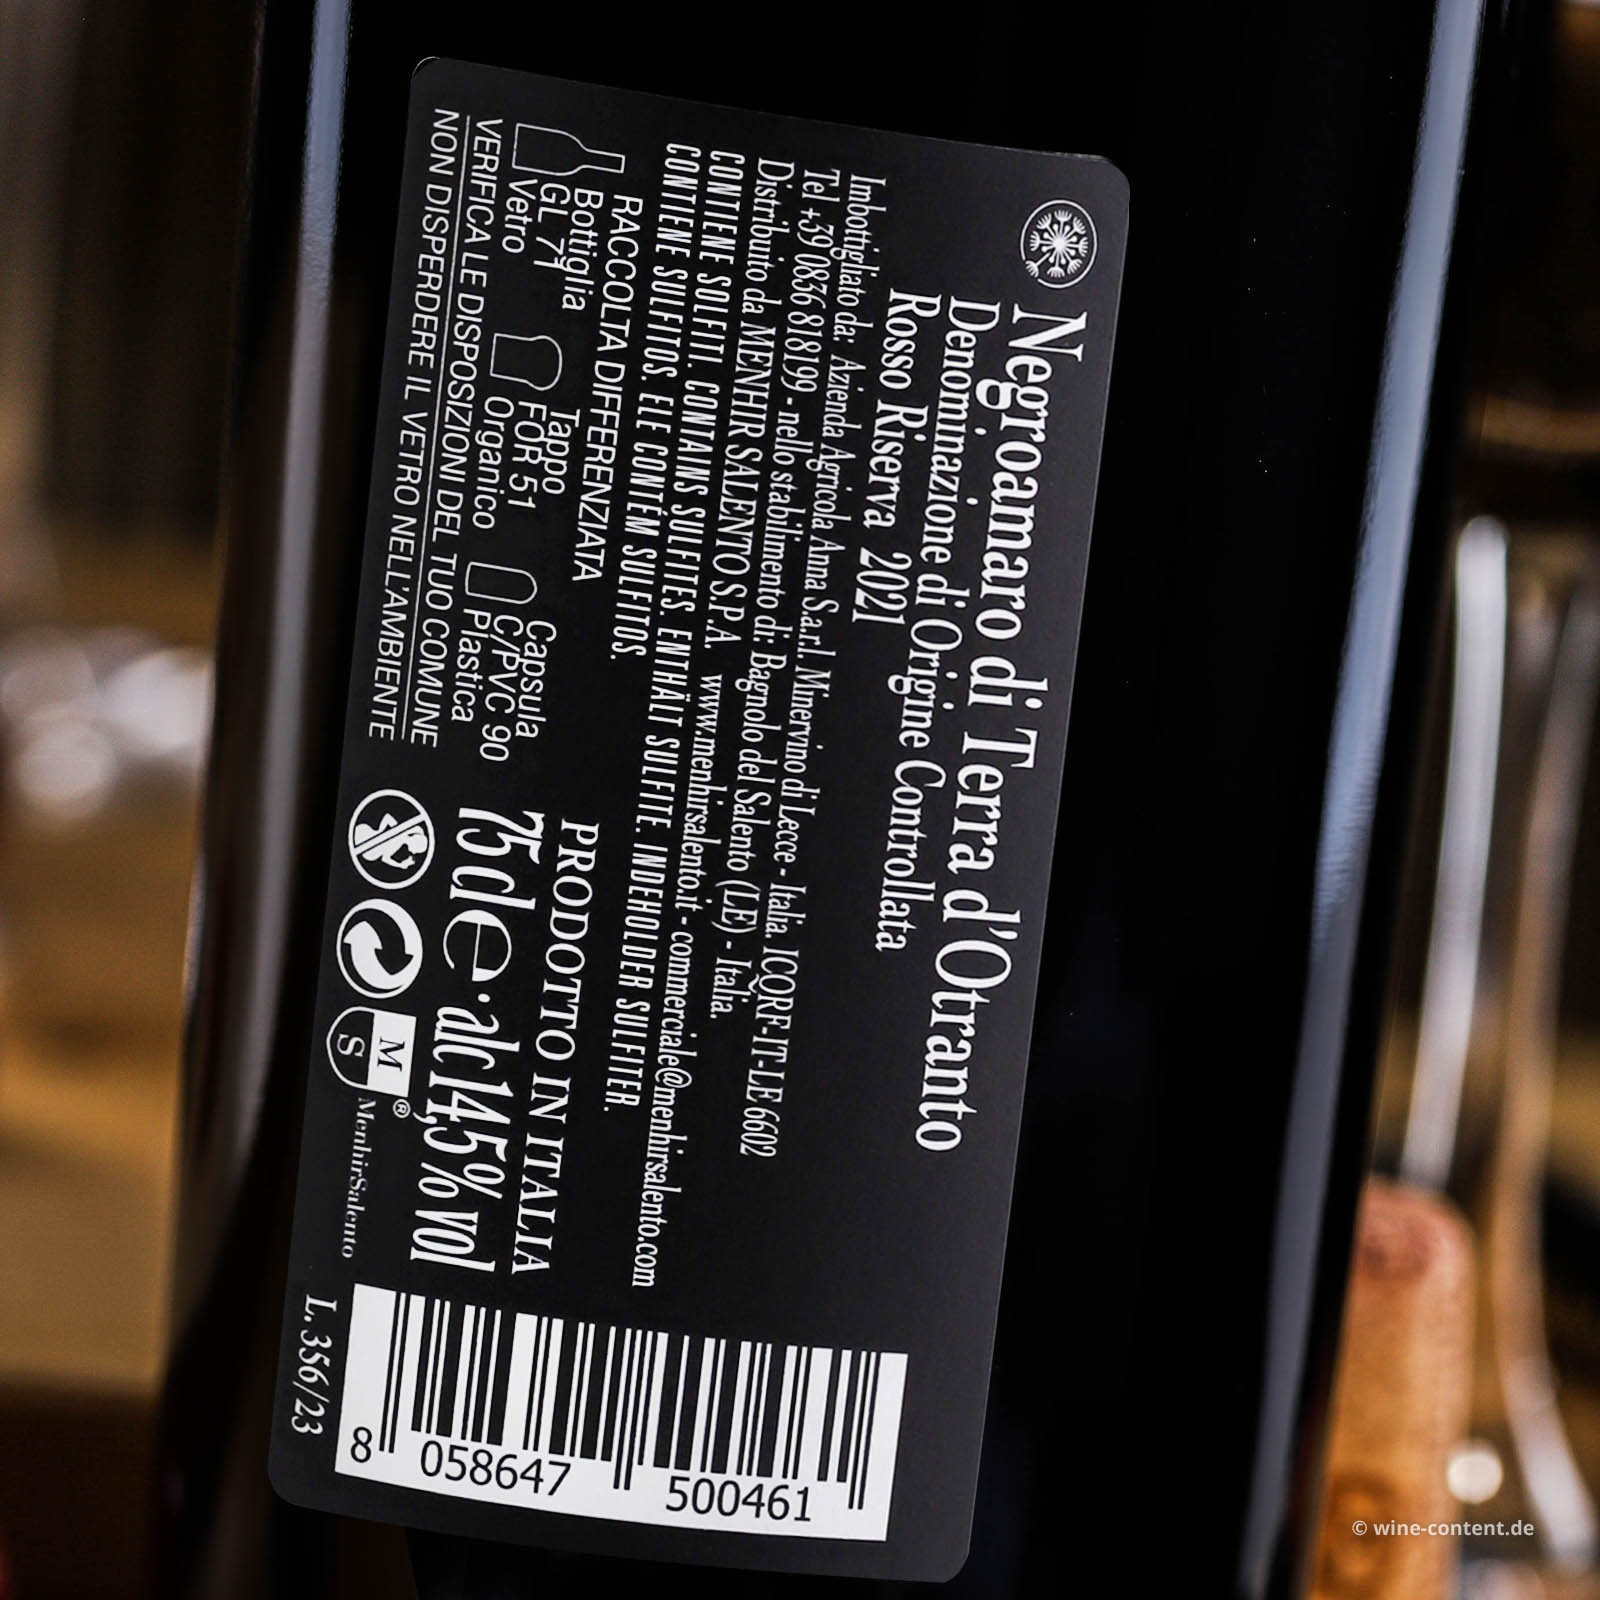 Negroamaro di Terra d'Otranto
Denominazione di Origine Controllata
Rosso Riserva 2021
Imbottigliato da: Azienda Agricola Anna S.a.r.l. Minervino di Lecce - Italia. ICQRF-IT-LE 6602
Tel +39 0836 818199 - nello stabilimento di: Bagnolo del Salento (LE) - Italia.
Distribuito da MENHIR SALENTO S.P.A. www.menhirsalento.it - commerciale@menhirsalento.com
CONTIENE SOLFITI. CONTAINS SULFITES. ENTHÄLT SULFITE. INDEHOLDER SULFITER.
CONTIENE SULFITOS. ELE CONTÉM SULFITOS.
RACCOLTA DIFFERENZIATA
Bottiglia
GL 71
Vetro
Tappo
FOR 51
Organico
Capsula
C/PVC 90
Plastica
VERIFICA LE DISPOSIZIONI DEL TUO COMUNE
NON DISPERDERE IL VETRO NELL'AMBIENTE
PRODOTTO IN ITALIA
75 cl e · alc 14,5% vol
M
S
®
MenhirSalento
L. 356/23
8 058647 500461
© wine-content.de